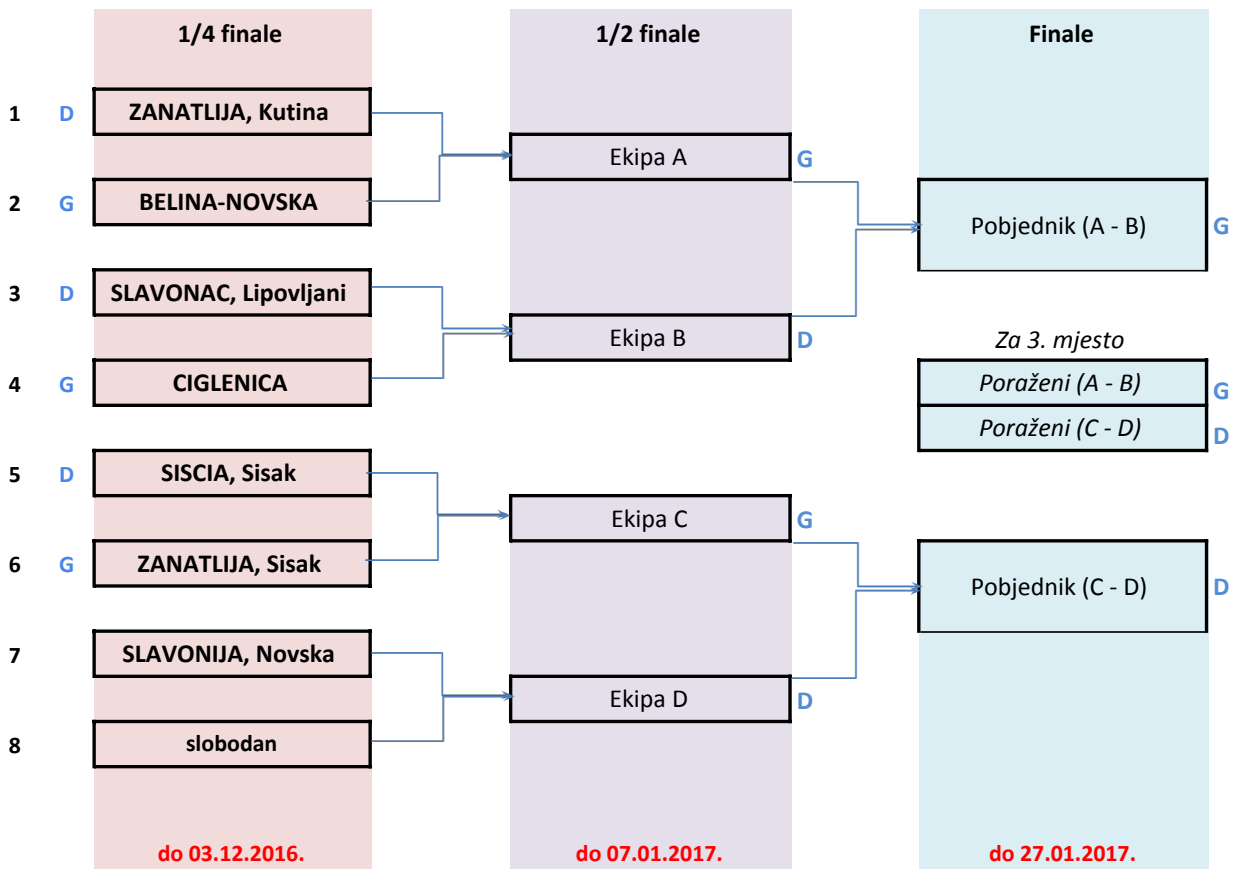 1/4 finale
1/2 finale
Finale
1 D ZANATLIJA, Kutina
Ekipa A G
2 G BELINA-NOVSKA
Pobjednik (A - B) G
3 D SLAVONAC, Lipovljani
Ekipa B D
Za 3. mjesto
4 G CIGLENICA
Poraženi (A - B) G
Poraženi (C - D) D
5 D SISCIA, Sisak
Ekipa C G
6 G ZANATLIJA, Sisak
Pobjednik (C - D) D
7 SLAVONIJA, Novska
Ekipa D D
8 slobodan
do 03.12.2016.
do 07.01.2017.
do 27.01.2017.